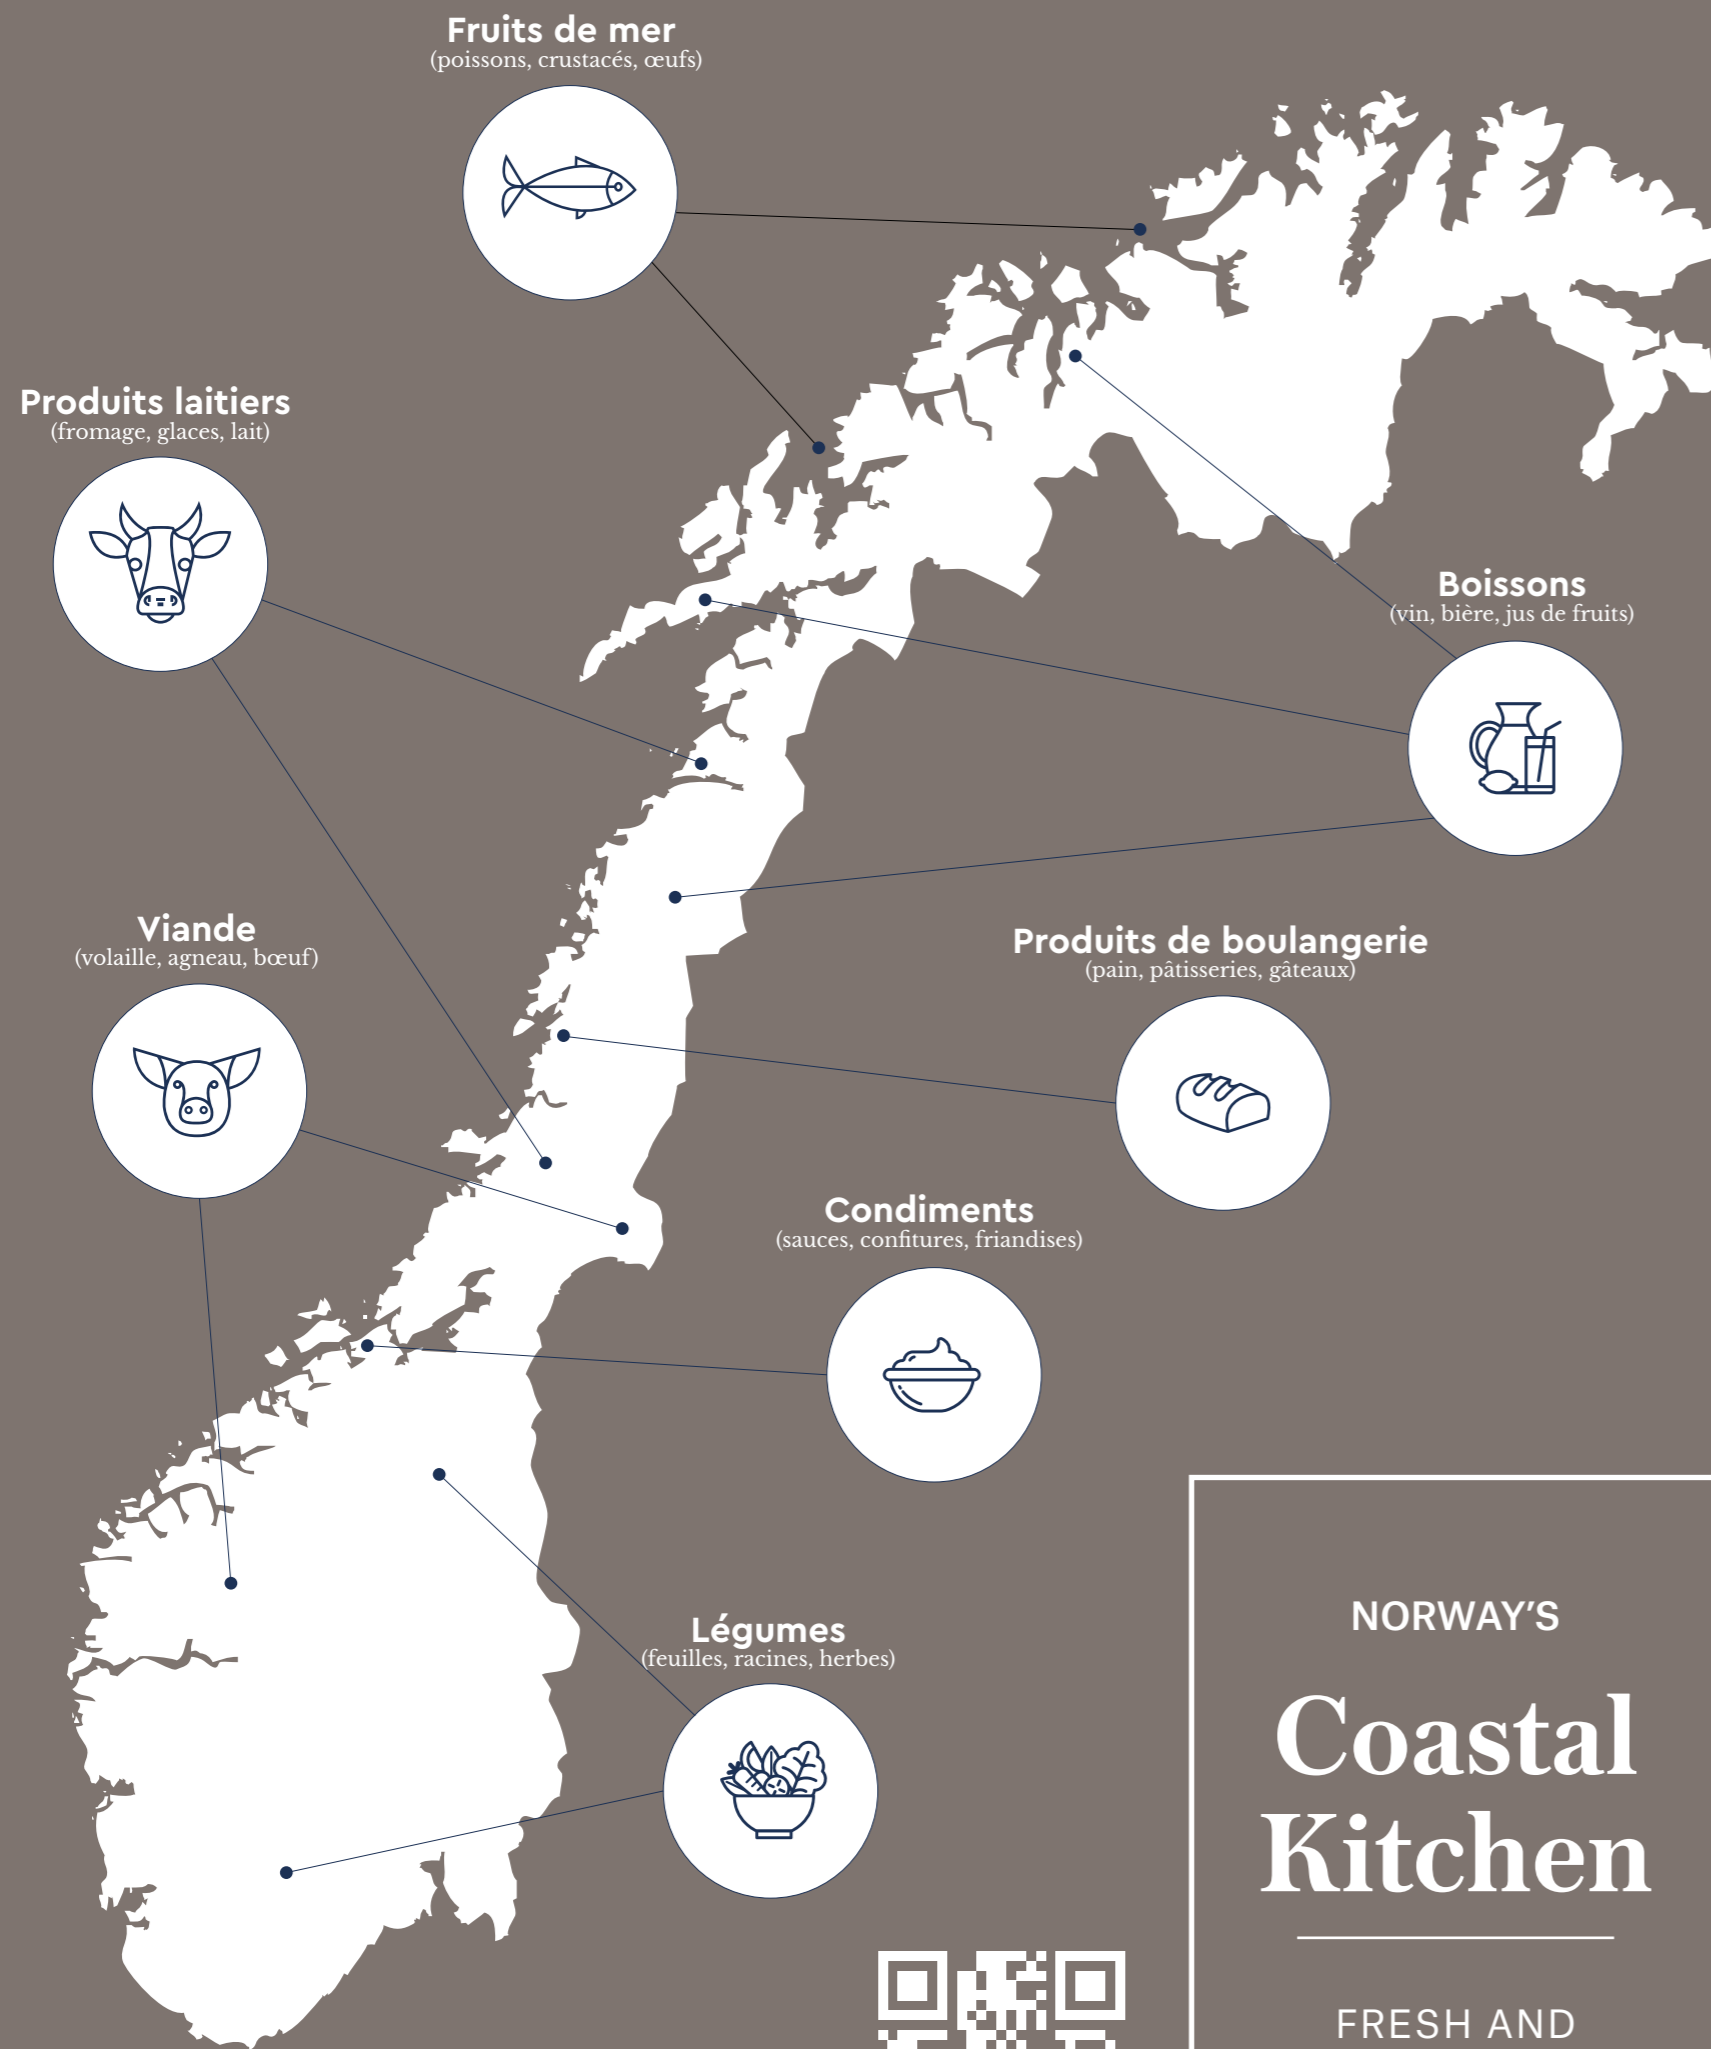 Fruits de mer
(poissons, crustacés, œufs)
Produits laitiers
(fromage, glaces, lait)
Boissons
(vin, bière, jus de fruits)
Viande
(volaille, agneau, bœuf)
Produits de boulangerie
(pain, pâtisseries, gâteaux)
Condiments
(sauces, confitures, friandises)
Légumes
(feuilles, racines, herbes)
NORWAY'S
Coastal
Kitchen
FRESH AND